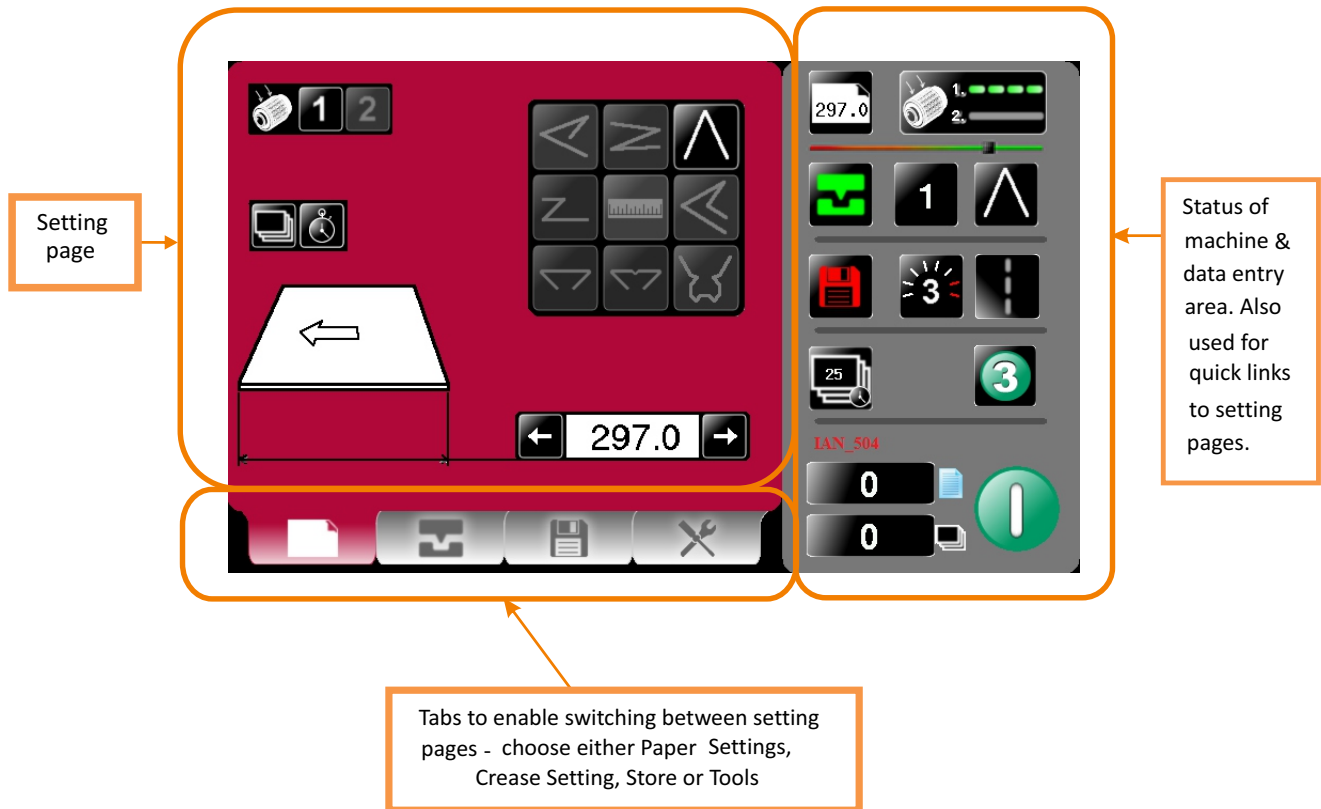 Setting
page
1 2
297.0
297.0
1.
2.
1
3
25
3
IAN_504
0
0
Status of
machine &
data entry
area. Also
used for
quick links
to setting
pages.
Tabs to enable switching between setting
pages - choose either Paper Settings,
Crease Setting, Store or Tools